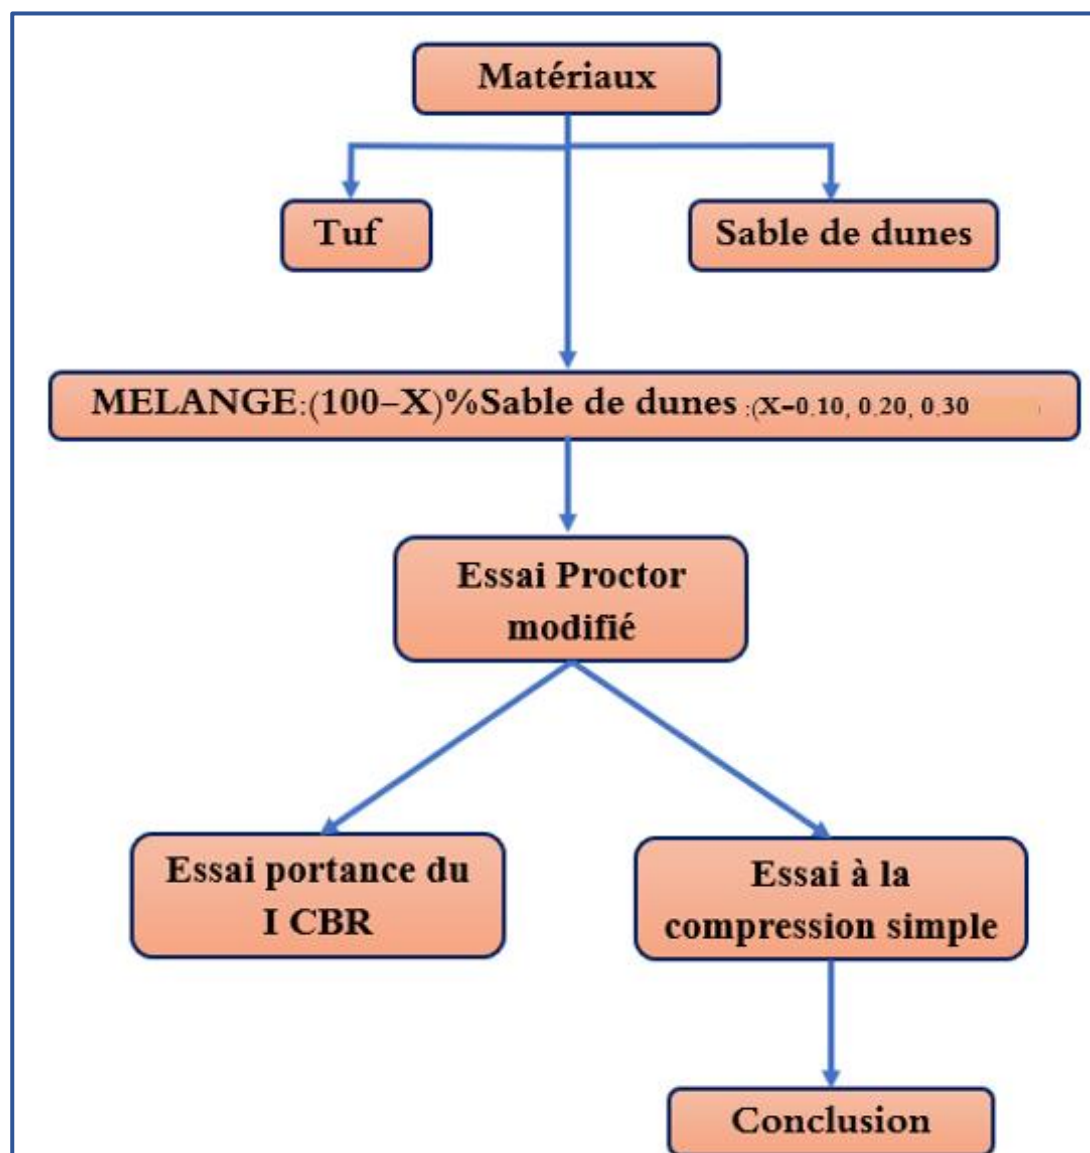 Matériaux
Tuf
Sable de dunes
MELANGE:(100–X)%Sable de dunes :(X–0.10, 0.20, 0.30 )
Essai Proctor
modifié
Essai portance du
I CBR
Essai à la
compression simple
Conclusion